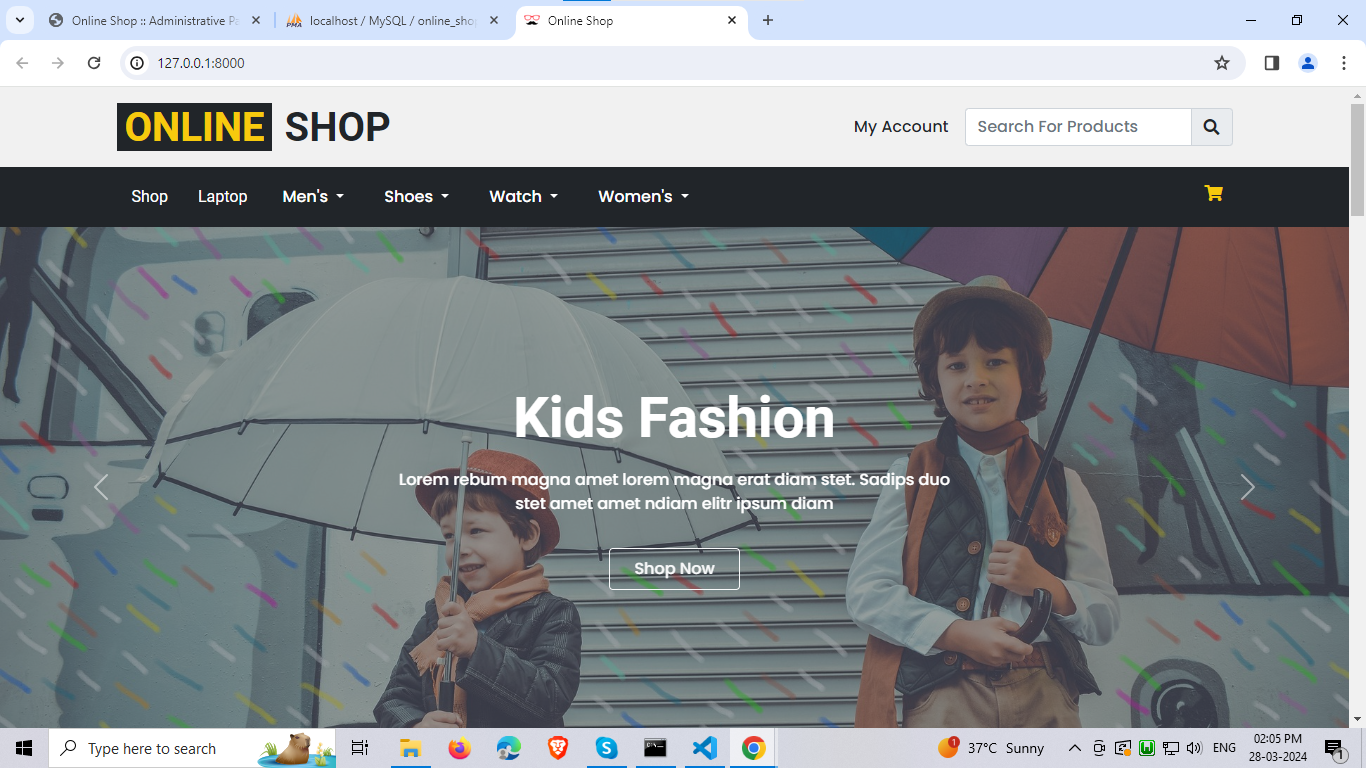 Online Shop :: Administrative Pa
localhost / MySQL / online_shop
Online Shop
127.0.0.1:8000
ONLINE SHOP
My Account
Search For Products
Shop Laptop Men's Shoes Watch Women's
Kids Fashion
Lorem rebum magna amet lorem magna erat diam stet. Sadips duo
stet amet amet ndiam elitr ipsum diam
Shop Now
Type here to search
1
37°C Sunny
ENG
02:05 PM
28-03-2024
1